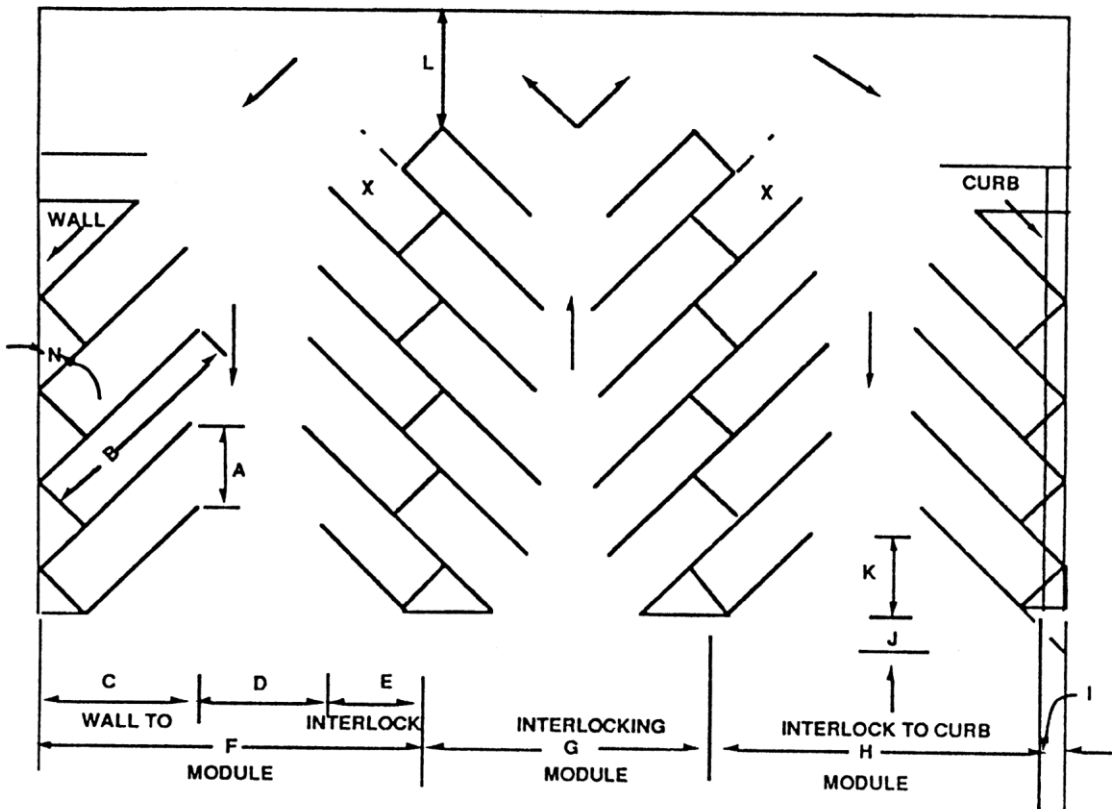 L
X
X
CURB
WALL
N
B
A
K
J
C
D
E
I
WALL TO
INTERLOCK
INTERLOCKING
INTERLOCK TO CURB
F
G
H
MODULE
MODULE
MODULE